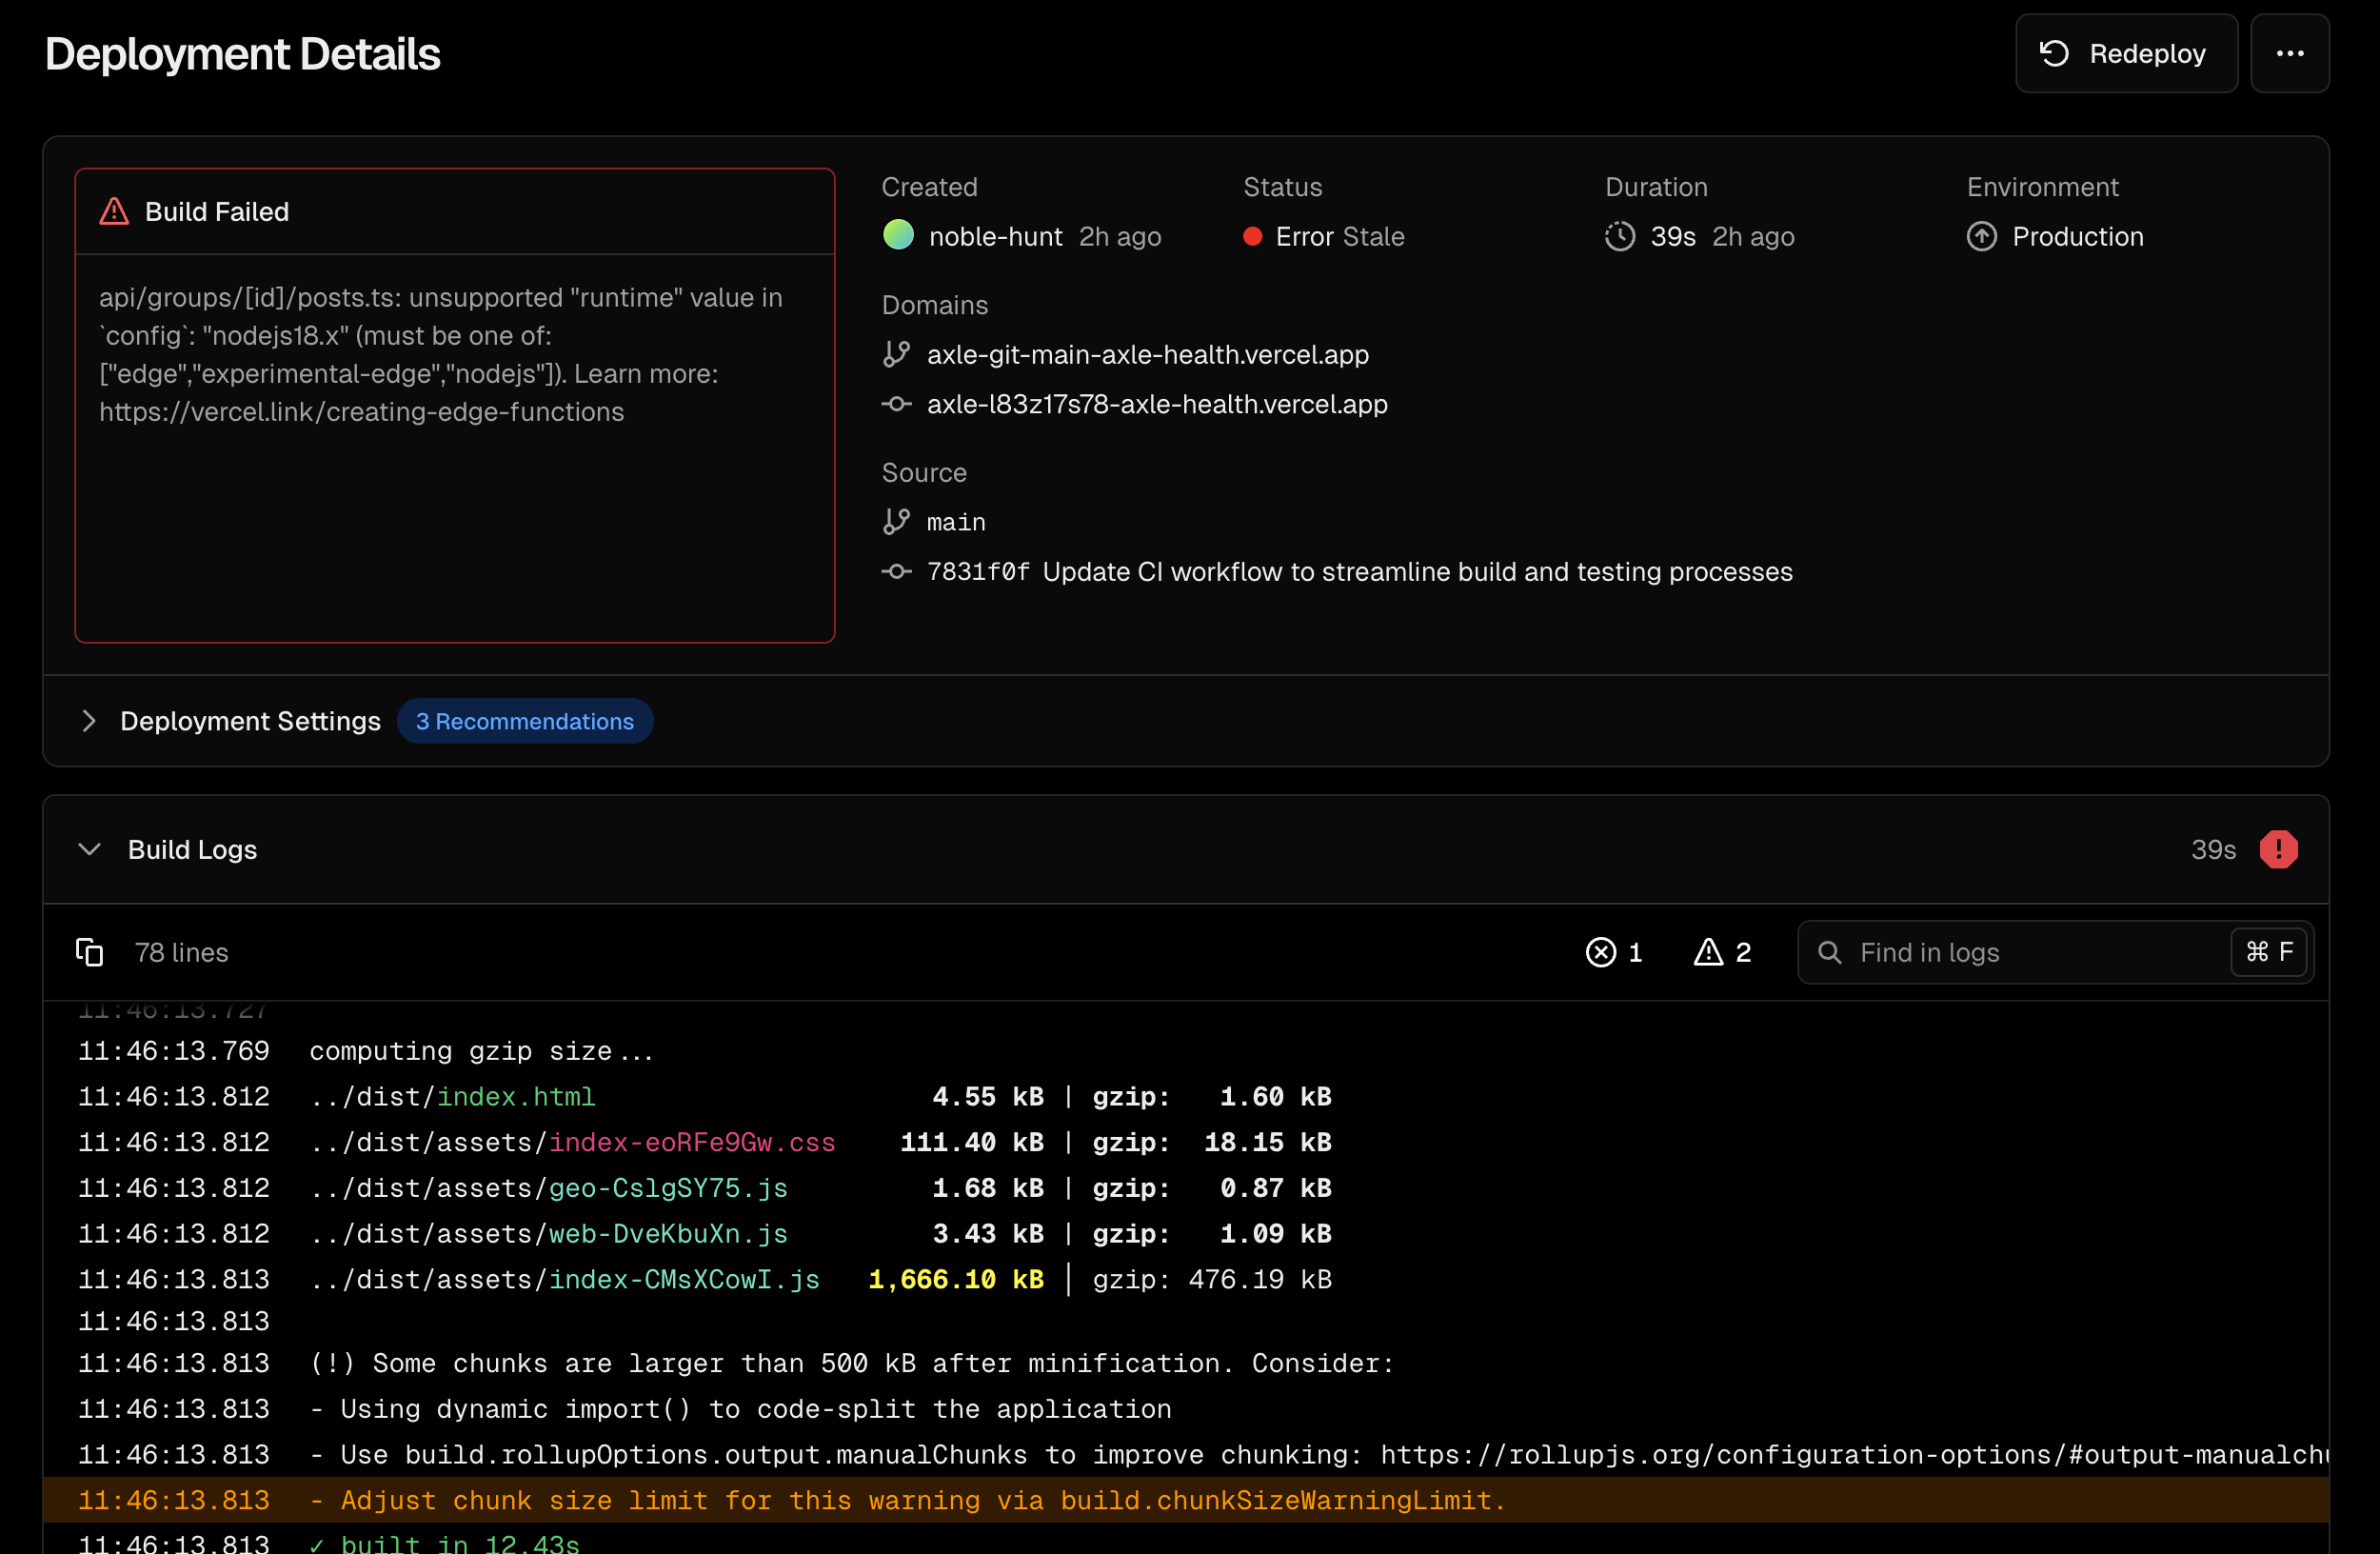 Deployment Details
Redeploy
Build Failed
api/groups/[id]/posts.ts: unsupported "runtime" value in
`config`: "nodejs18.x" (must be one of:
["edge","experimental-edge","nodejs"]). Learn more:
https://vercel.link/creating-edge-functions
Created
noble-hunt 2h ago
Status
Error Stale
Duration
39s 2h ago
Environment
Production
Domains
axle-git-main-axle-health.vercel.app
axle-l83z17s78-axle-health.vercel.app
Source
main
7831f0f Update CI workflow to streamline build and testing processes
Deployment Settings 3 Recommendations
Build Logs 39s
78 lines 1 2 Find in logs ⌘ F
11:46:13.727
11:46:13.769 computing gzip size...
11:46:13.812 ../dist/index.html 4.55 kB | gzip: 1.60 kB
11:46:13.812 ../dist/assets/index-eoRFe9Gw.css 111.40 kB | gzip: 18.15 kB
11:46:13.812 ../dist/assets/geo-CslgSY75.js 1.68 kB | gzip: 0.87 kB
11:46:13.812 ../dist/assets/web-DveKbuXn.js 3.43 kB | gzip: 1.09 kB
11:46:13.813 ../dist/assets/index-CMsXCowI.js 1,666.10 kB │ gzip: 476.19 kB
11:46:13.813
11:46:13.813 (!) Some chunks are larger than 500 kB after minification. Consider:
11:46:13.813 - Using dynamic import() to code-split the application
11:46:13.813 - Use build.rollupOptions.output.manualChunks to improve chunking: https://rollupjs.org/configuration-options/#output-manualch
11:46:13.813 - Adjust chunk size limit for this warning via build.chunkSizeWarningLimit.
11:46:13.813 ✓ built in 12.43s